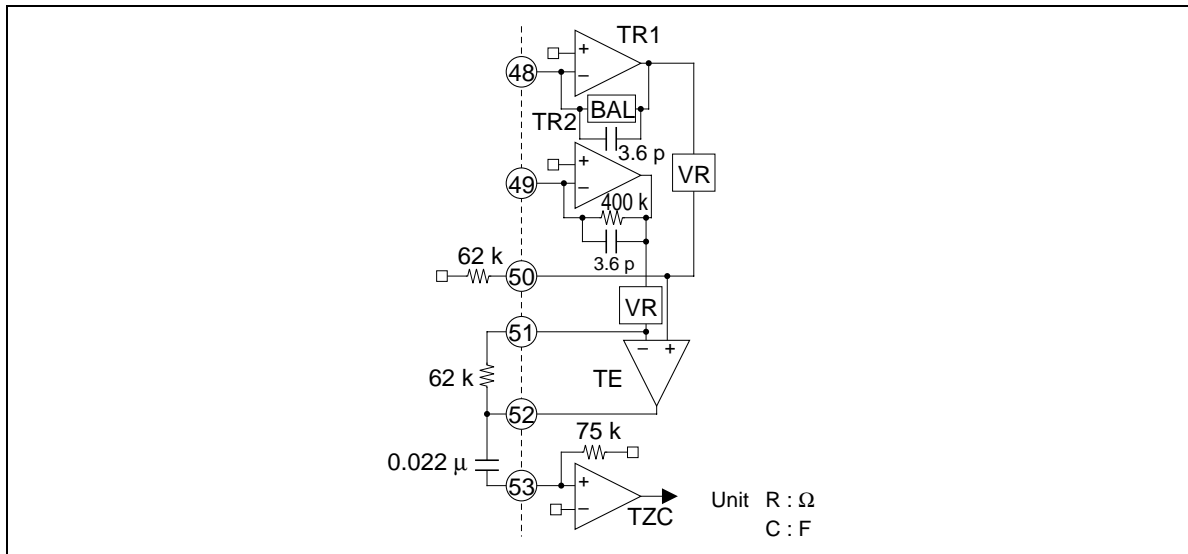 TR1
+
48
−
BAL
TR2
3.6 p
+
49
−
VR
400 k
3.6 p
62 k
50
VR
51
− +
62 k
TE
52
75 k
0.022 μ
53
+
−
TZC
Unit R : Ω
C : F